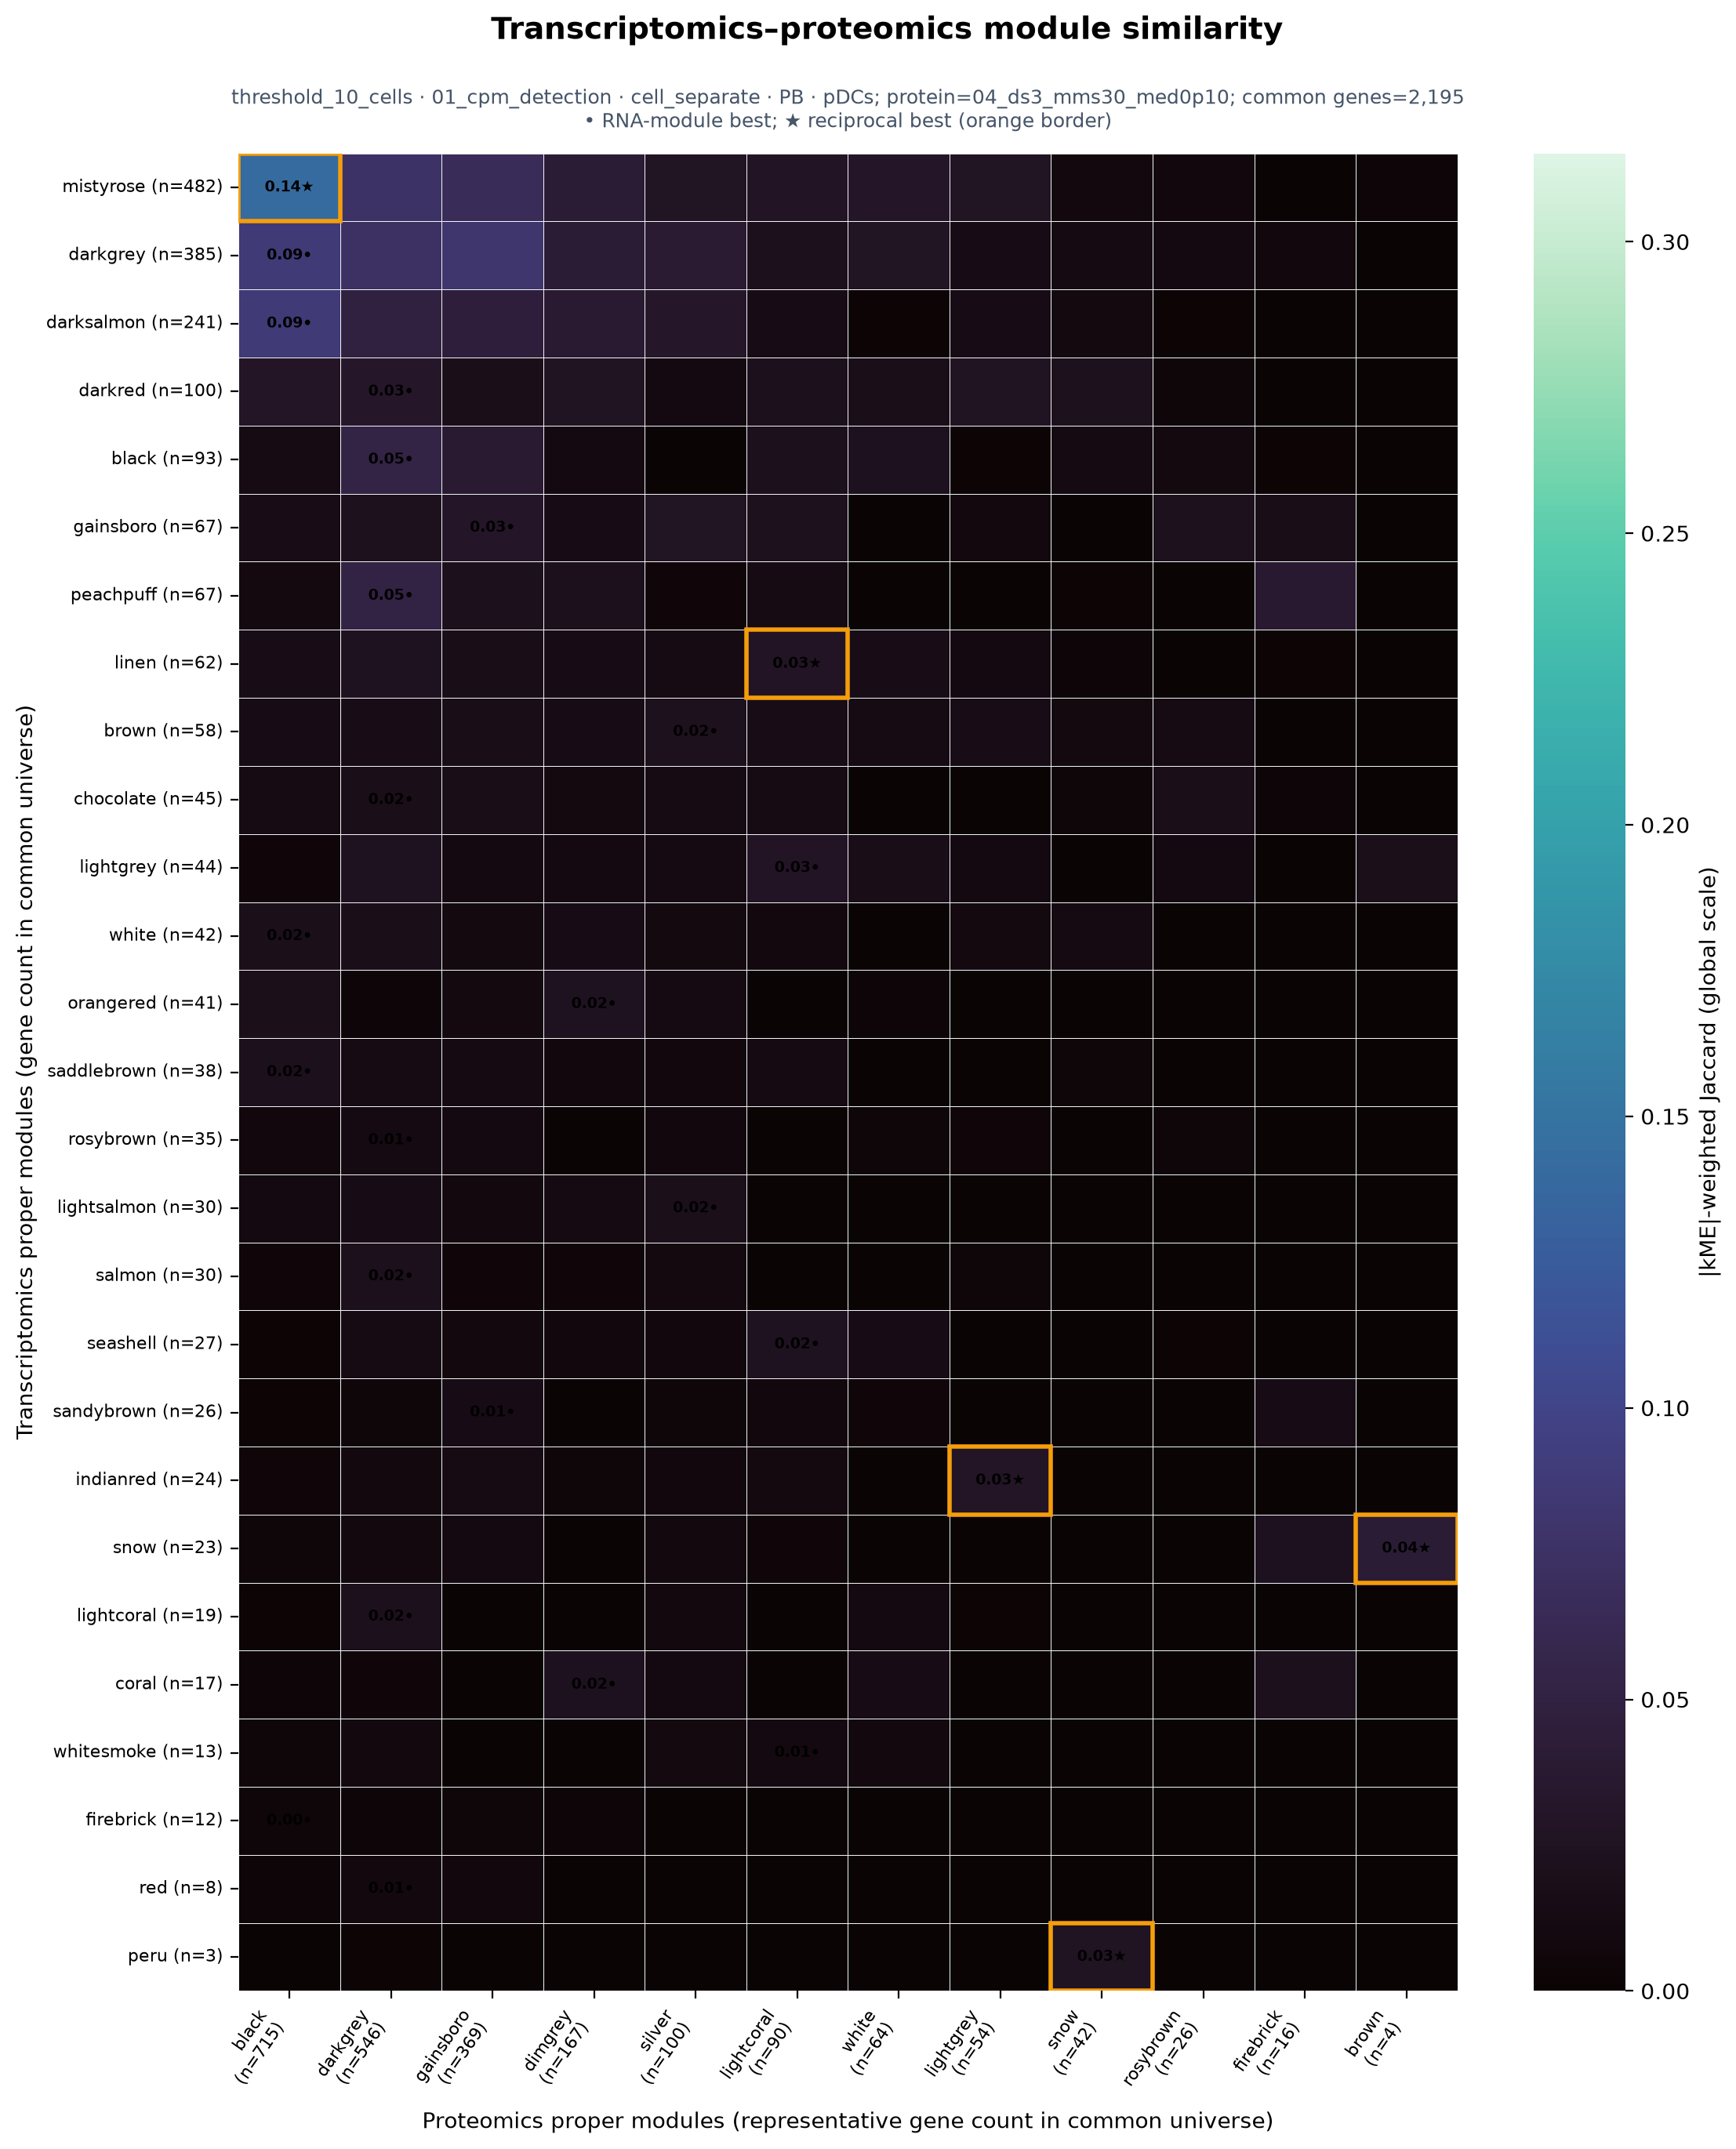 Transcriptomics–proteomics module similarity
threshold_10_cells · 01_cpm_detection · cell_separate · PB · pDCs; protein=04_ds3_mms30_med0p10; common genes=2,195
• RNA-module best; ★ reciprocal best (orange border)
Transcriptomics proper modules (gene count in common universe)
mistyrose (n=482) 0.14★
darkgrey (n=385) 0.09•
darksalmon (n=241) 0.09•
darkred (n=100) 0.03•
black (n=93) 0.05•
gainsboro (n=67) 0.03•
peachpuff (n=67) 0.05•
linen (n=62) 0.03★
brown (n=58) 0.02•
chocolate (n=45) 0.02•
lightgrey (n=44) 0.03•
white (n=42) 0.02•
orangered (n=41) 0.02•
saddlebrown (n=38) 0.02•
rosybrown (n=35) 0.01•
lightsalmon (n=30) 0.02•
salmon (n=30) 0.02•
seashell (n=27) 0.02•
sandybrown (n=26) 0.01•
indianred (n=24) 0.03★
snow (n=23) 0.04★
lightcoral (n=19) 0.02•
coral (n=17) 0.02•
whitesmoke (n=13) 0.01•
firebrick (n=12) 0.00•
red (n=8) 0.01•
peru (n=3) 0.03★
black
(n=715)
darkgrey
(n=546)
gainsboro
(n=369)
dimgrey
(n=167)
silver
(n=100)
lightcoral
(n=90)
white
(n=64)
lightgrey
(n=54)
snow
(n=42)
rosybrown
(n=26)
firebrick
(n=16)
brown
(n=4)
Proteomics proper modules (representative gene count in common universe)
0.30
0.25
0.20
0.15
0.10
0.05
0.00
|kME|-weighted Jaccard (global scale)